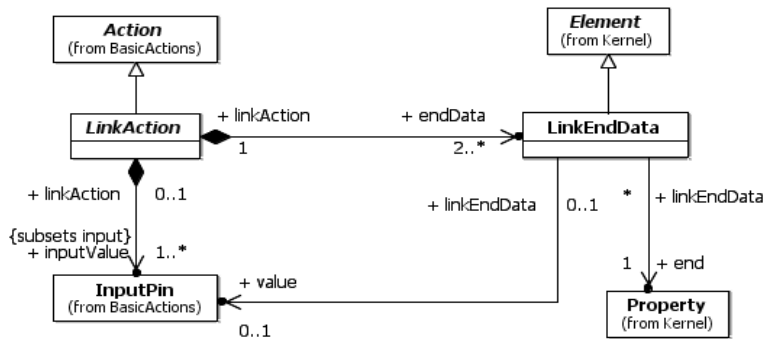 Action
(from BasicActions)
Element
(from Kernel)
LinkAction
+ linkAction
1
+ endData
2..*
LinkEndData
+ linkAction
0..1
{subsets input}
+ inputValue
1..*
+ linkEndData
0..1
*
+ linkEndData
InputPin
(from BasicActions)
+ value
0..1
1
+ end
Property
(from Kernel)